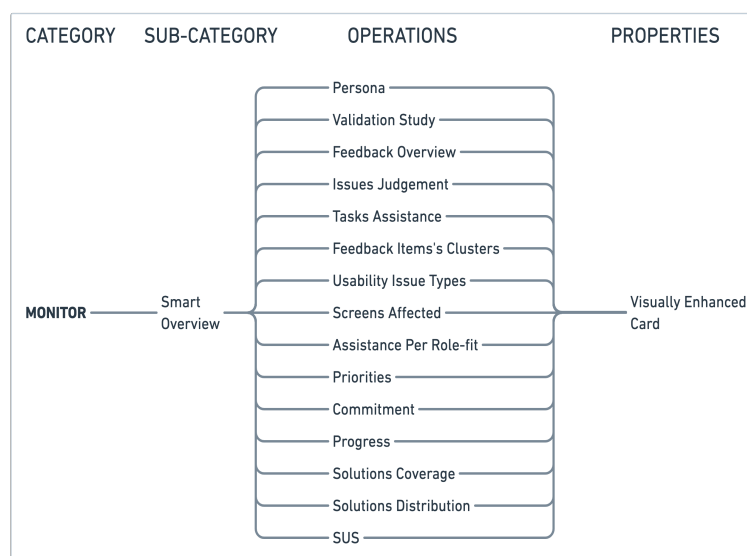 CATEGORY SUB-CATEGORY OPERATIONS PROPERTIES
Persona
Validation Study
Feedback Overview
Issues Judgement
Tasks Assistance
Feedback Items's Clusters
Usability Issue Types
MONITOR
Smart
Overview
Screens Affected
Visually Enhanced
Card
Assistance Per Role-fit
Priorities
Commitment
Progress
Solutions Coverage
Solutions Distribution
SUS